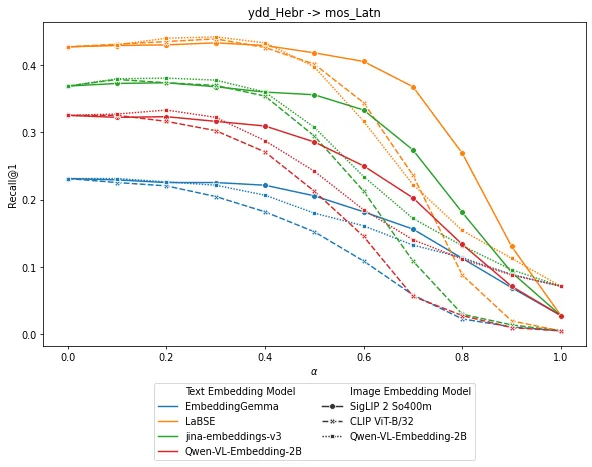 ydd_Hebr -> mos_Latn
Recall@1
0.4
0.3
0.2
0.1
0.0
0.0 0.2 0.4 0.6 0.8 1.0
α
Text Embedding Model
EmbeddingGemma
LaBSE
jina-embeddings-v3
Qwen-VL-Embedding-2B
Image Embedding Model
SigLIP 2 So400m
CLIP ViT-B/32
Qwen-VL-Embedding-2B